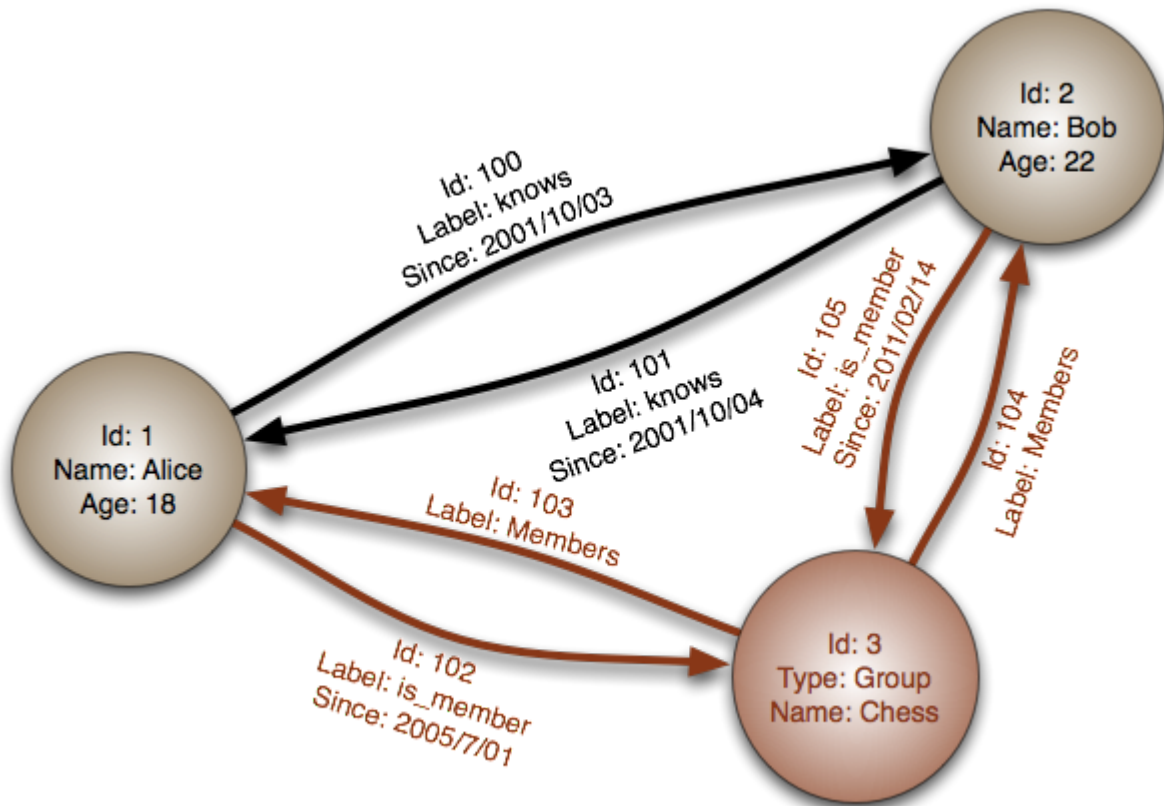 Id: 2
Name: Bob
Age: 22
Id: 100
Label: knows
Since: 2001/10/03
Id: 101
Label: knows
Since: 2001/10/04
Id: 105
Label: is_member
Since: 2011/02/14
Id: 104
Label: Members
Id: 1
Name: Alice
Age: 18
Id: 103
Label: Members
Id: 102
Label: is_member
Since: 2005/7/01
Id: 3
Type: Group
Name: Chess